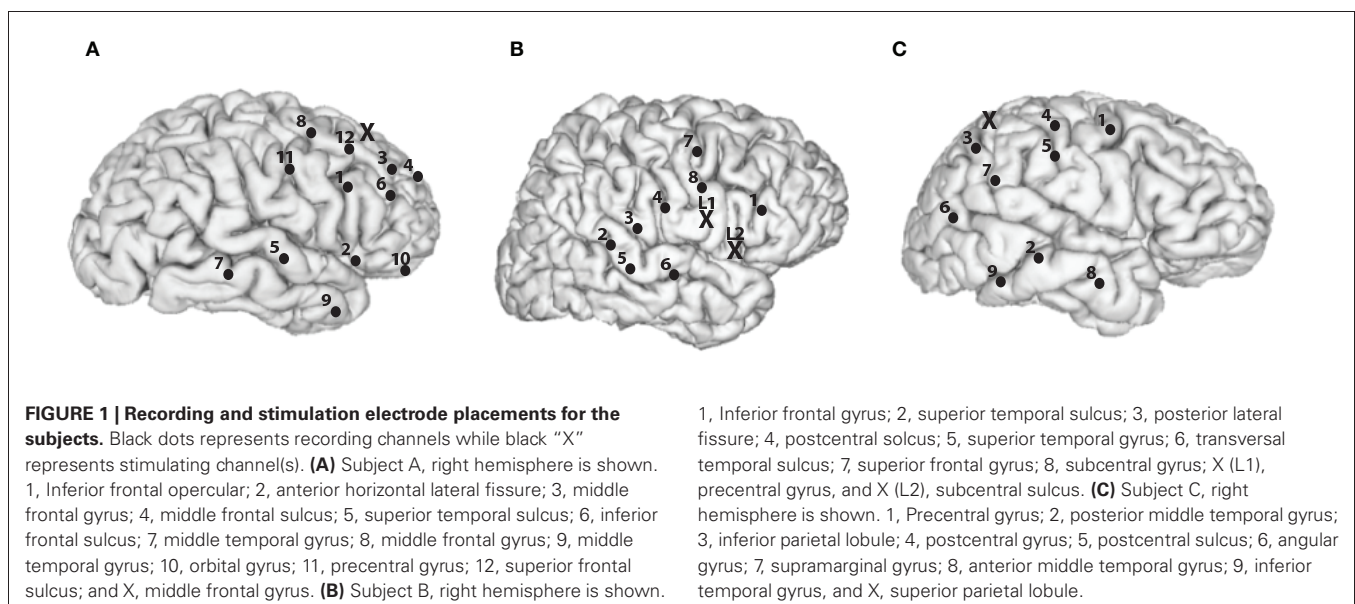 A
B
C
8
12
X
11
3
4
1
6
5
2
7
10
9
7
8
L1
4
1
X
3
L2
2
X
5
6
X
4
1
3
5
7
6
2
9
8
FIGURE 1 | Recording and stimulation electrode placements for the
subjects. Black dots represents recording channels while black “X”
represents stimulating channel(s). (A) Subject A, right hemisphere is shown.
1, Inferior frontal opercular; 2, anterior horizontal lateral fissure; 3, middle
frontal gyrus; 4, middle frontal sulcus; 5, superior temporal sulcus; 6, inferior
frontal sulcus; 7, middle temporal gyrus; 8, middle frontal gyrus; 9, middle
temporal gyrus; 10, orbital gyrus; 11, precentral gyrus; 12, superior frontal
sulcus; and X, middle frontal gyrus. (B) Subject B, right hemisphere is shown.
1, Inferior frontal gyrus; 2, superior temporal sulcus; 3, posterior lateral
fissure; 4, postcentral solcus; 5, superior temporal gyrus; 6, transversal
temporal sulcus; 7, superior frontal gyrus; 8, subcentral gyrus; X (L1),
precentral gyrus, and X (L2), subcentral sulcus. (C) Subject C, right
hemisphere is shown. 1, Precentral gyrus; 2, posterior middle temporal gyrus;
3, inferior parietal lobule; 4, postcentral gyrus; 5, postcentral sulcus; 6, angular
gyrus; 7, supramarginal gyrus; 8, anterior middle temporal gyrus; 9, inferior
temporal gyrus, and X, superior parietal lobule.